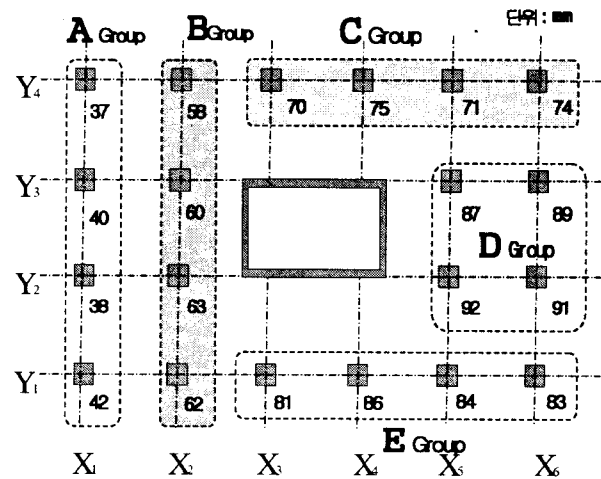 단위 : mm
A Group B Group C Group
Y4
37 58 70 75 71 74
Y3
40 60 87 89
D Group
Y2
38 63 92 91
Y1
42 62 81 86 84 83
E Group
X1 X2 X3 X4 X5 X6